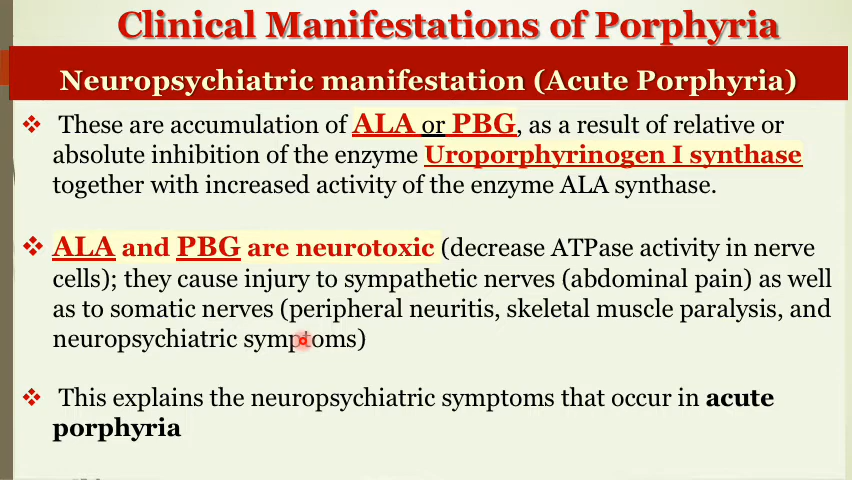 Clinical Manifestations of Porphyria
Neuropsychiatric manifestation (Acute Porphyria)
❖ These are accumulation of ALA or PBG, as a result of relative or
absolute inhibition of the enzyme Uroporphyrinogen I synthase
together with increased activity of the enzyme ALA synthase.
❖ ALA and PBG are neurotoxic (decrease ATPase activity in nerve
cells); they cause injury to sympathetic nerves (abdominal pain) as well
as to somatic nerves (peripheral neuritis, skeletal muscle paralysis, and
neuropsychiatric symptoms)
❖ This explains the neuropsychiatric symptoms that occur in acute
porphyria